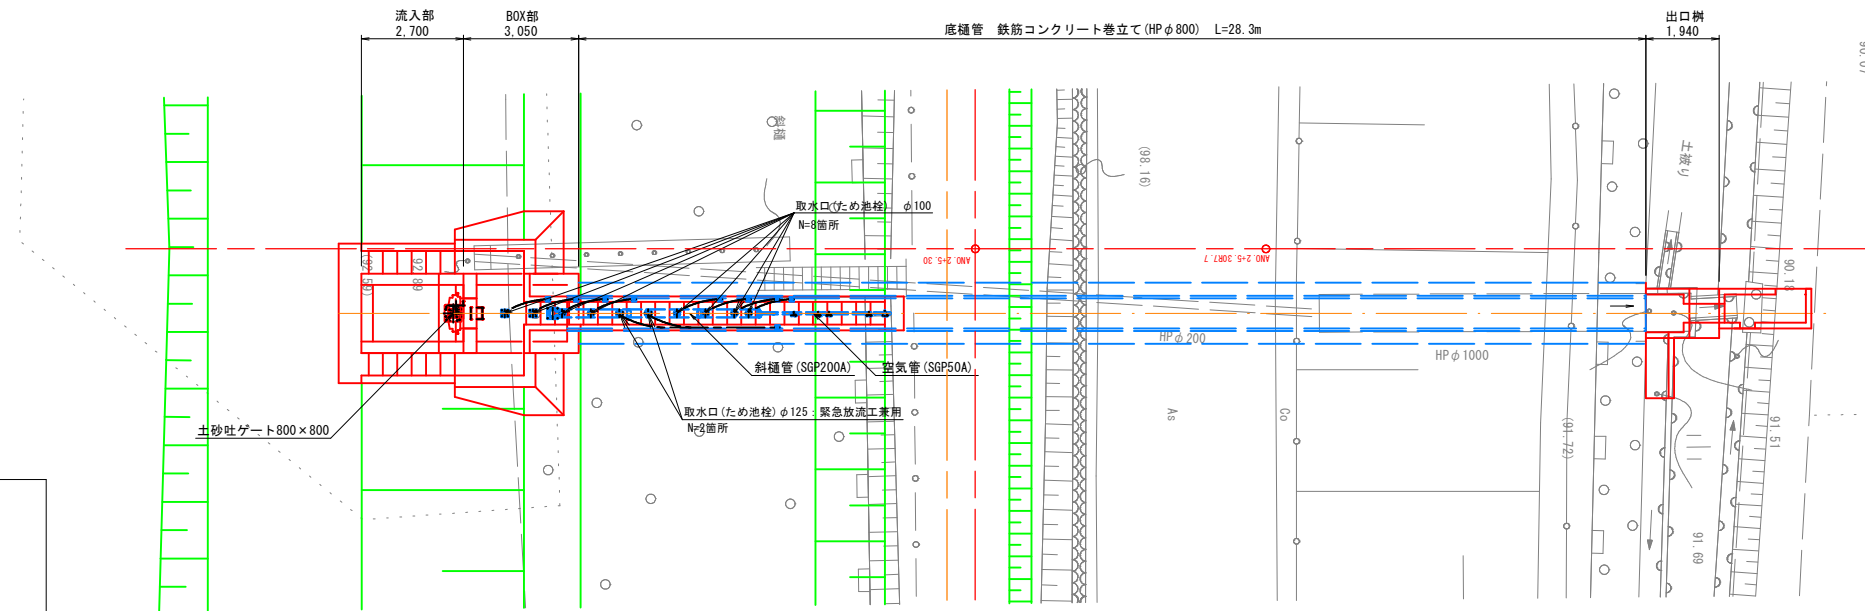 流入部
2,700
BOX部
3,050
底樋管 鉄筋コンクリート巻立て(HPφ800) L=28.3m
出口桝
1,940
90.07
斜樋
(98.16)
土被り
取水口(ため池栓) φ100
N=8箇所
ANO.2+5.30
ANO.2+5.30R7.7
92.89
90.18
HPφ200
HPφ1000
斜樋管(SGP200A)
空気管(SGP50A)
取水口(ため池栓)φ125：緊急放流工兼用
N=2箇所
土砂吐ゲート800×800
As
Co
(91.72)
91.51
91.69